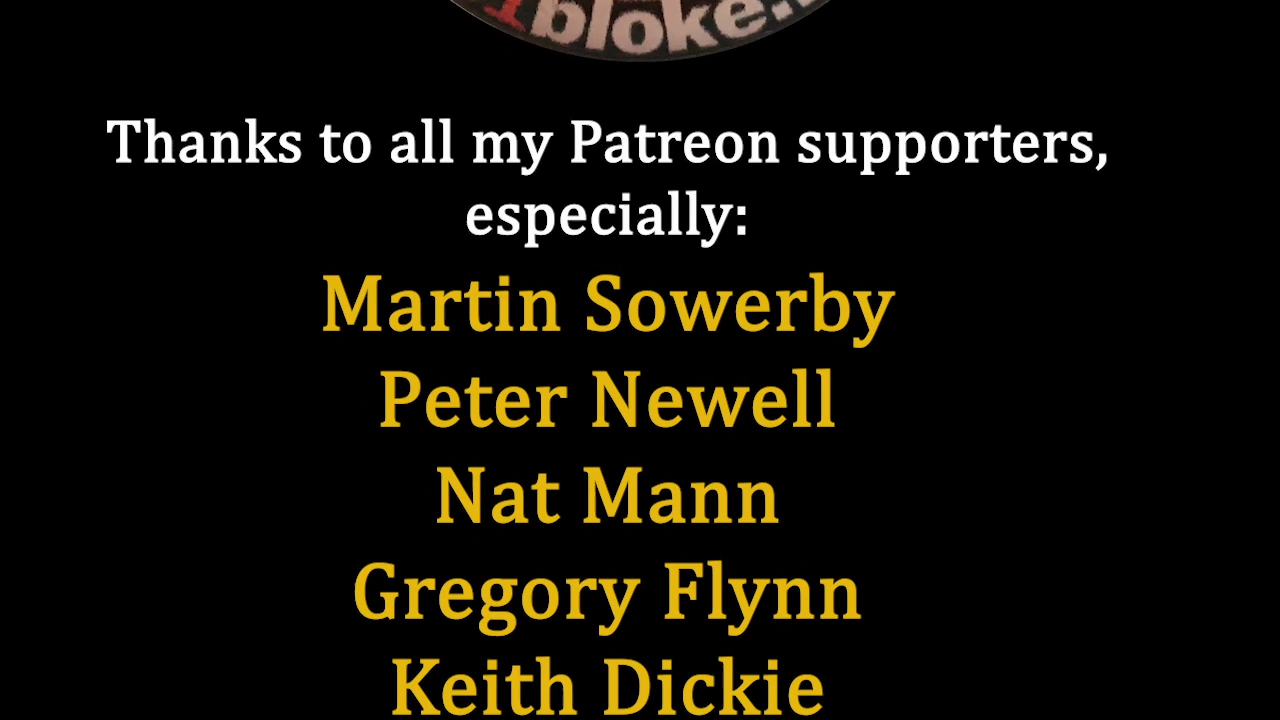 bloke.
Thanks to all my Patreon supporters,
especially:
Martin Sowerby
Peter Newell
Nat Mann
Gregory Flynn
Keith Dickie